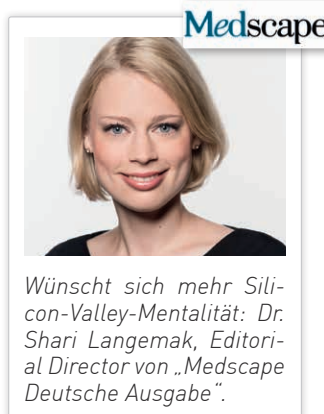 Medscape
Wünscht sich mehr Sili-
con-Valley-Mentalität: Dr.
Shari Langemak, Editori-
al Director von „Medscape
Deutsche Ausgabe“.